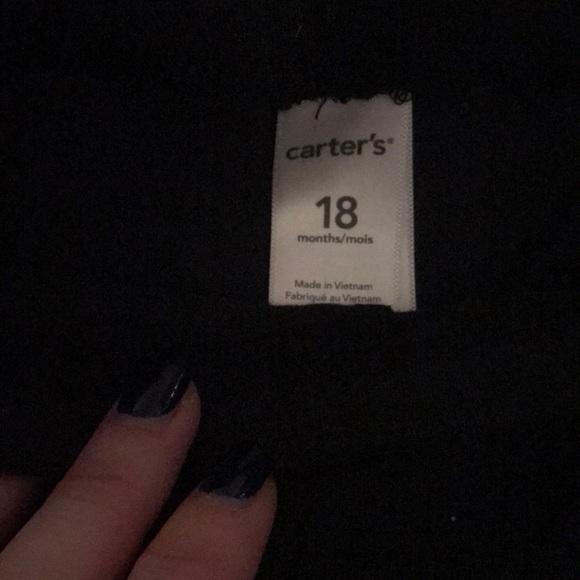 carter's®
18
months/mois
Made in Vietnam
Fabriqué au Vietnam